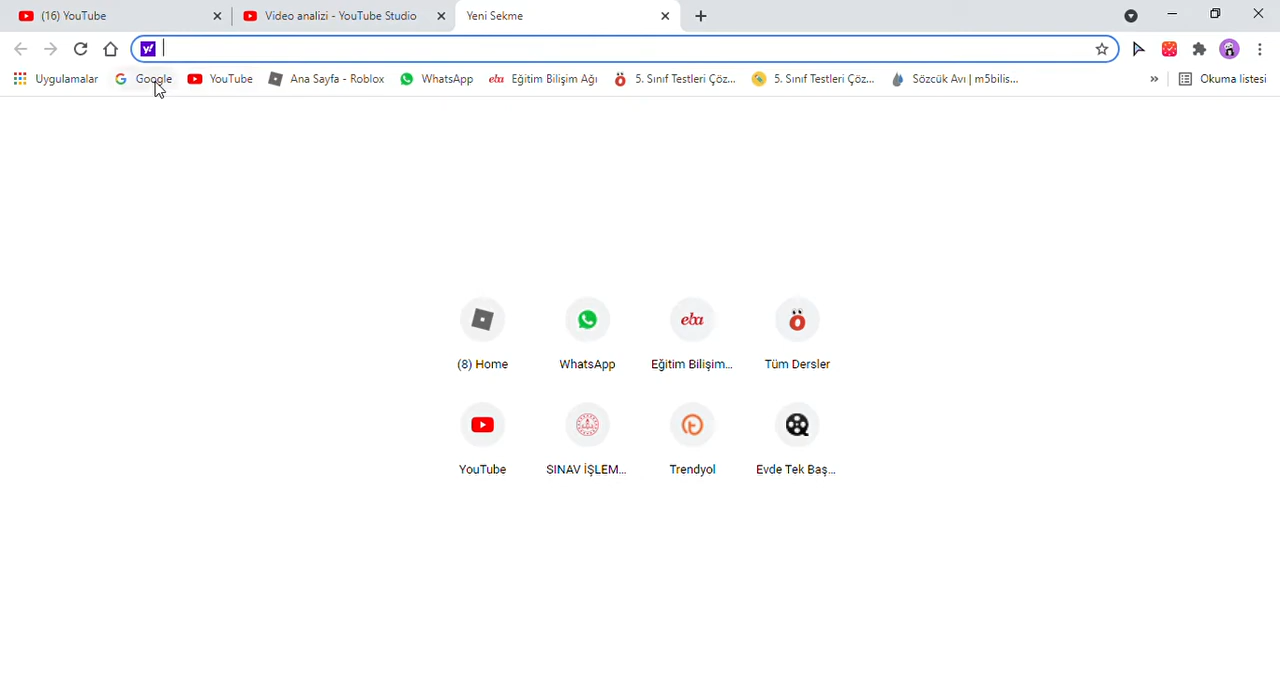 (16) YouTube
Video analizi - YouTube Studio
Yeni Sekme
y!
Uygulamalar
Google
YouTube
Ana Sayfa - Roblox
WhatsApp
eba Eğitim Bilişim Ağı
5. Sınıf Testleri Çöz...
5. Sınıf Testleri Çöz...
Sözcük Avı | m5bilis...
»
Okuma listesi
(8) Home
WhatsApp
eba
Eğitim Bilişim...
ö
Tüm Dersler
YouTube
SINAV İŞLEM...
t
Trendyol
Evde Tek Baş...